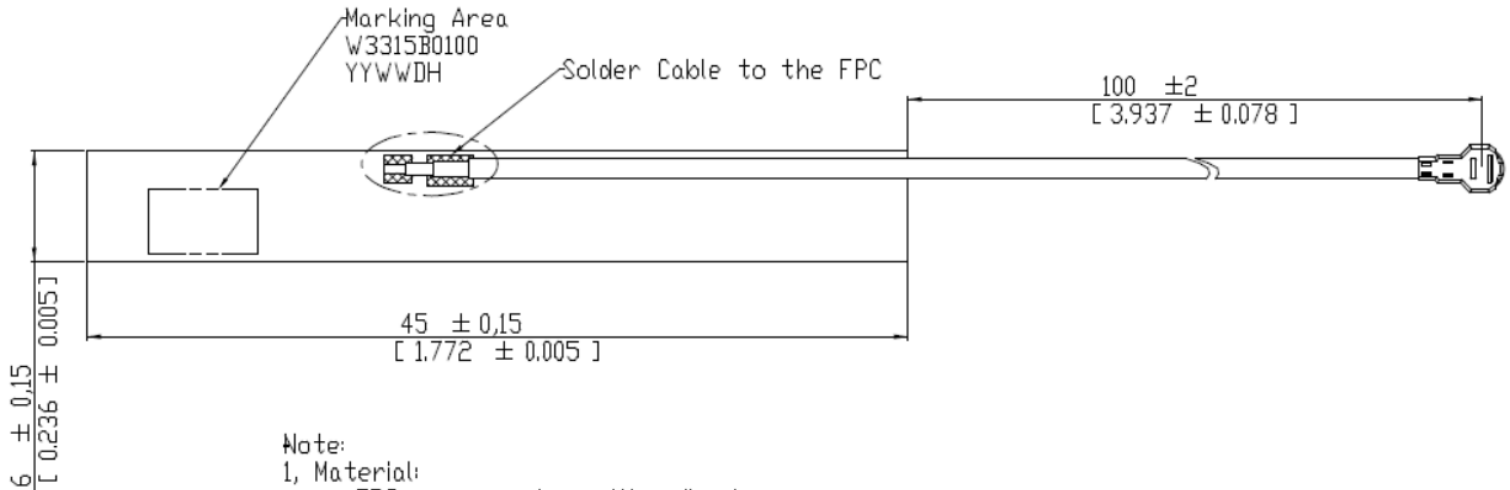 Marking Area
W3315B0100
YYWWDH
Solder Cable to the FPC
100 ±2
[ 3.937 ± 0.078 ]
45 ± 0,15
[ 1.772 ± 0.005 ]
6 ± 0,15
[ 0.236 ± 0.005 ]
Note:
1, Material: